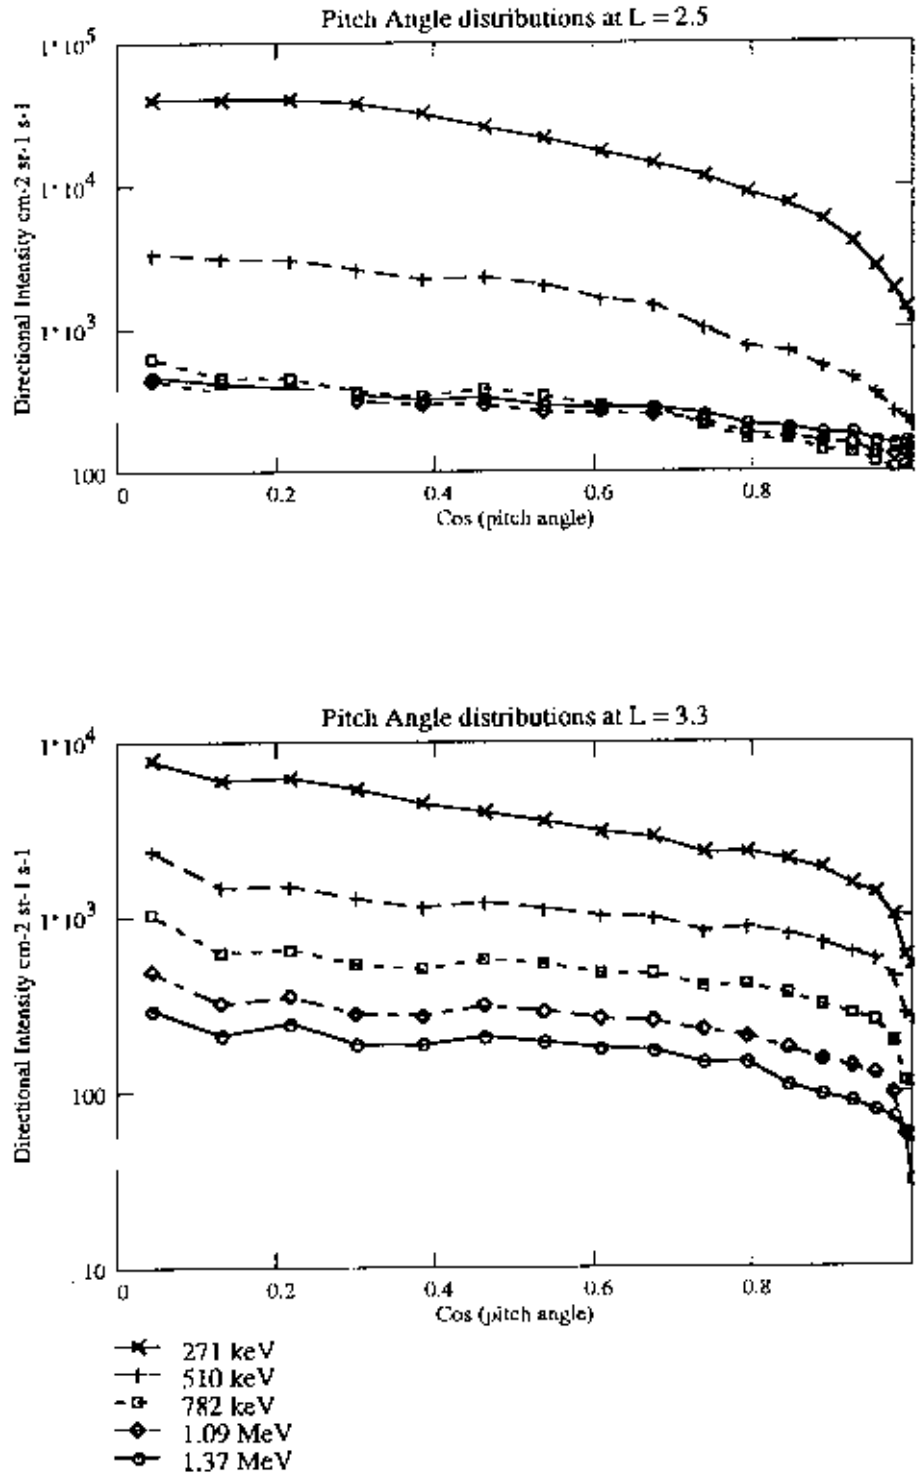 Pitch Angle distributions at L = 2.5
Directional Intensity cm-2 sr-1 s-1
1*10^5
1*10^4
1*10^3
100
0 0.2 0.4 0.6 0.8
Cos (pitch angle)
Pitch Angle distributions at L = 3.3
Directional Intensity cm-2 sr-1 s-1
1*10^4
1*10^3
100
10
0 0.2 0.4 0.6 0.8
Cos (pitch angle)
271 keV
510 keV
782 keV
1.09 MeV
1.37 MeV